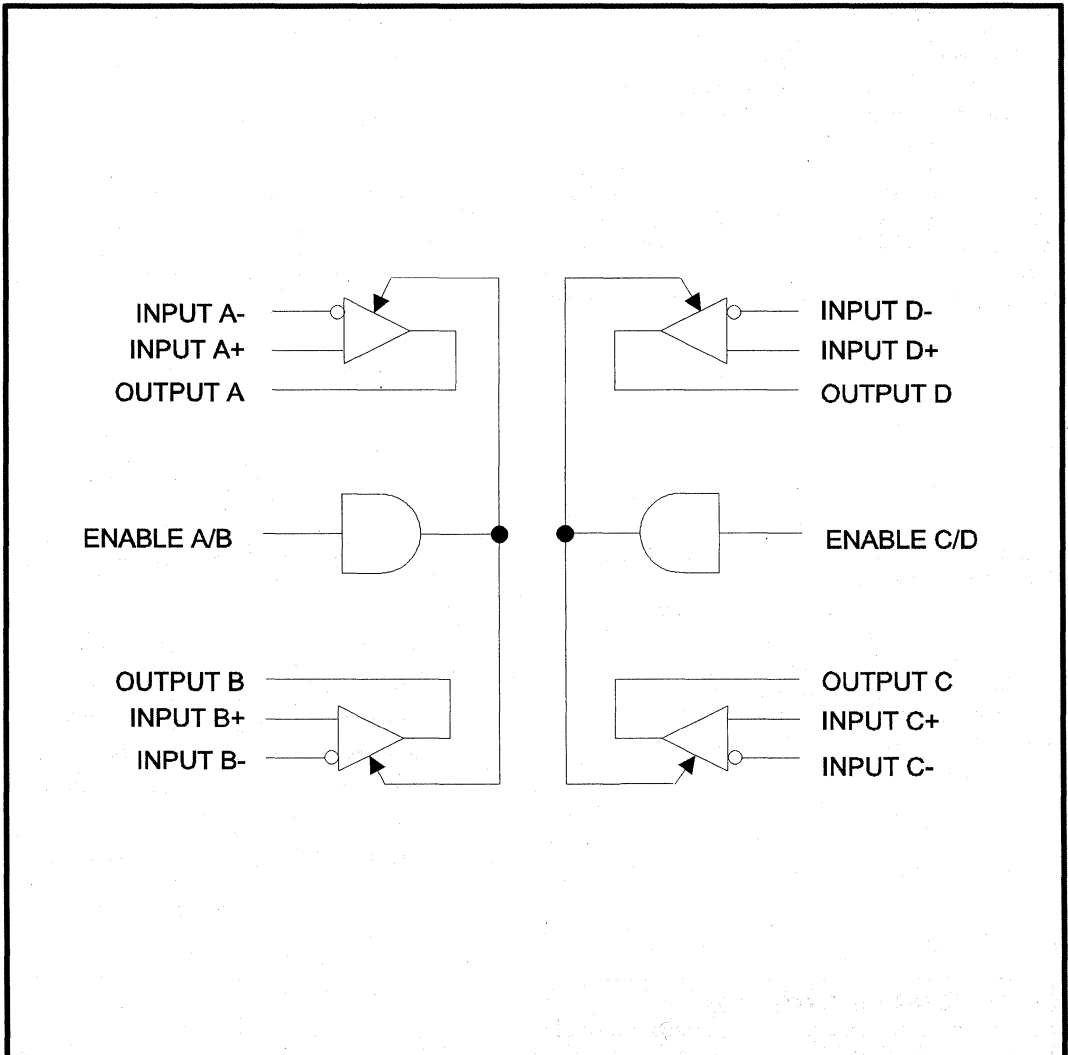 INPUT A-
INPUT A+
OUTPUT A
ENABLE A/B
OUTPUT B
INPUT B+
INPUT B-
INPUT D-
INPUT D+
OUTPUT D
ENABLE C/D
OUTPUT C
INPUT C+
INPUT C-